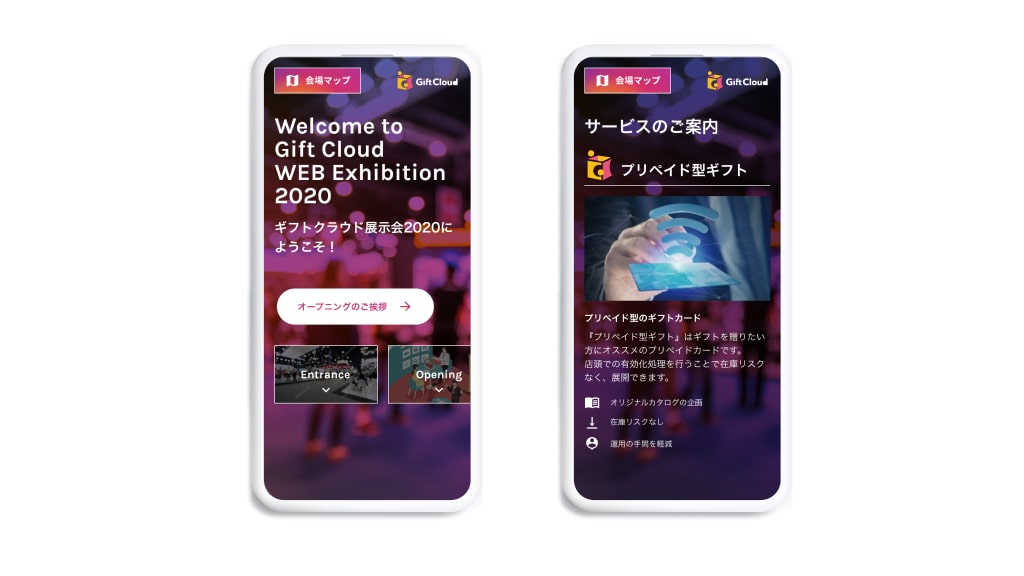 会場マップ
Gift Cloud
Welcome to
Gift Cloud
WEB Exhibition
2020
ギフトクラウド展示会2020に
ようこそ！
オープニングのご挨拶
Entrance
Opening
会場マップ
Gift Cloud
サービスのご案内
プリペイド型ギフト
プリペイド型のギフトカード
『プリペイド型ギフト』はギフトを贈りたい
方にオススメのプリペイドカードです。
店頭での有効化処理を行うことで在庫リスク
なく、展開できます。
オリジナルカタログの企画
在庫リスクなし
運用の手間を軽減